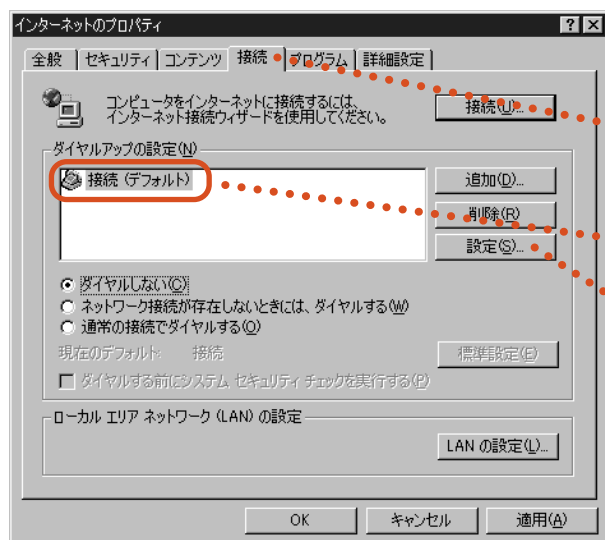 インターネットのプロパティ
全般 セキュリティ コンテンツ 接続 プログラム 詳細設定
コンピュータをインターネットに接続するには、
インターネット接続ウィザードを使用してください。
接続(U)...
ダイヤルアップの設定(N)
接続 (デフォルト)
追加(D)...
削除(R)
設定(S)...
ダイヤルしない(C)
ネットワーク接続が存在しないときには、ダイヤルする(W)
通常の接続でダイヤルする(O)
現在のデフォルト: 接続
標準設定(E)
ダイヤルする前にシステム セキュリティ チェックを実行する(P)
ローカル エリア ネットワーク (LAN) の設定
LAN の設定(L)...
OK キャンセル 適用(A)